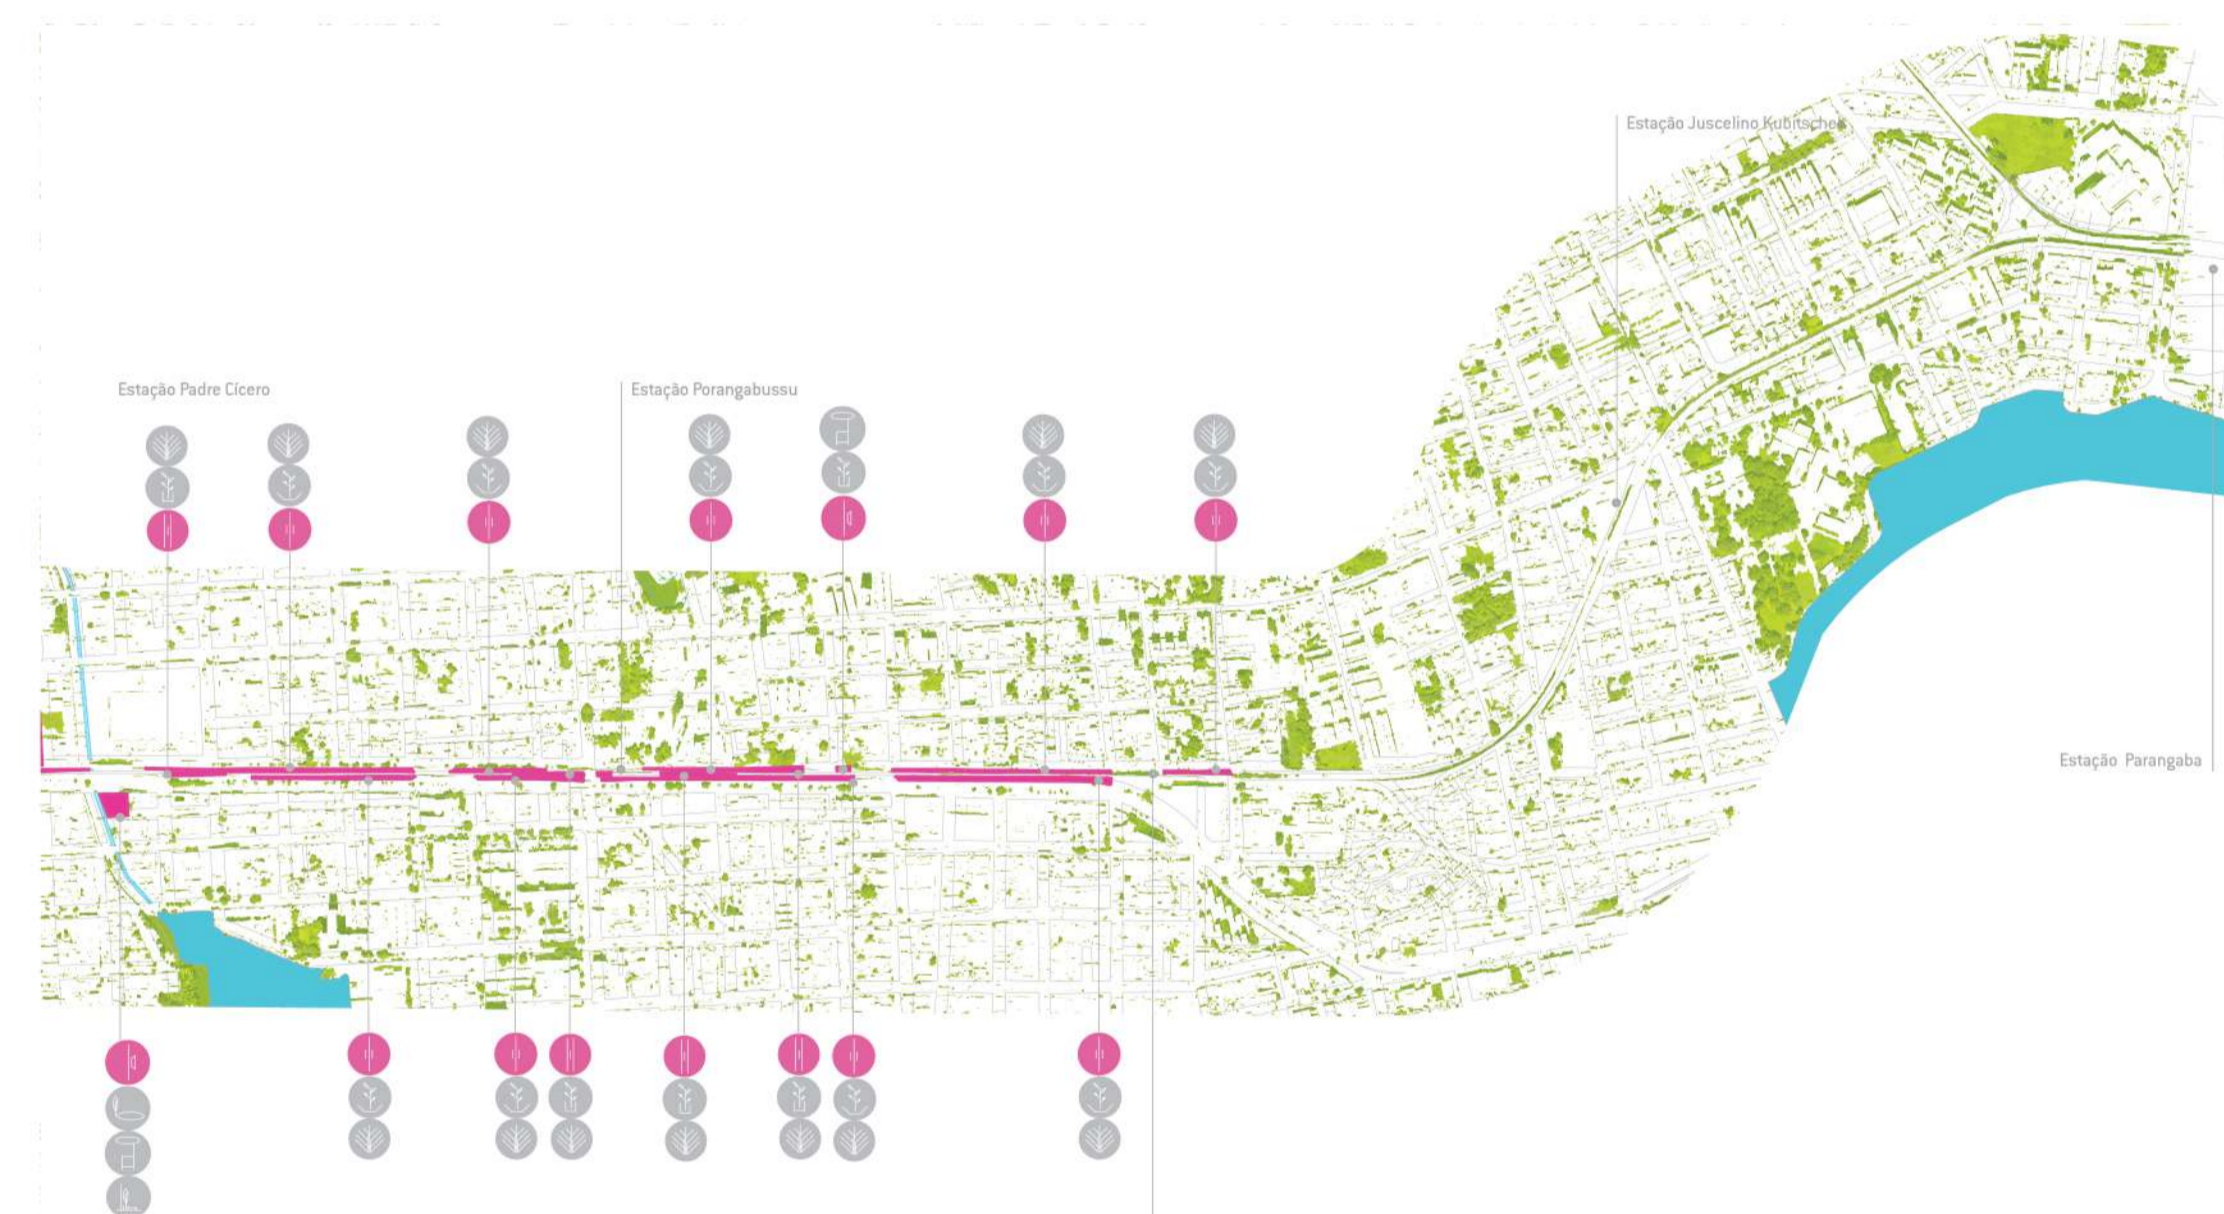 Estação Juscelino Kubitschek
Estação Padre Cícero
Estação Porangabussu
Estação Parangaba